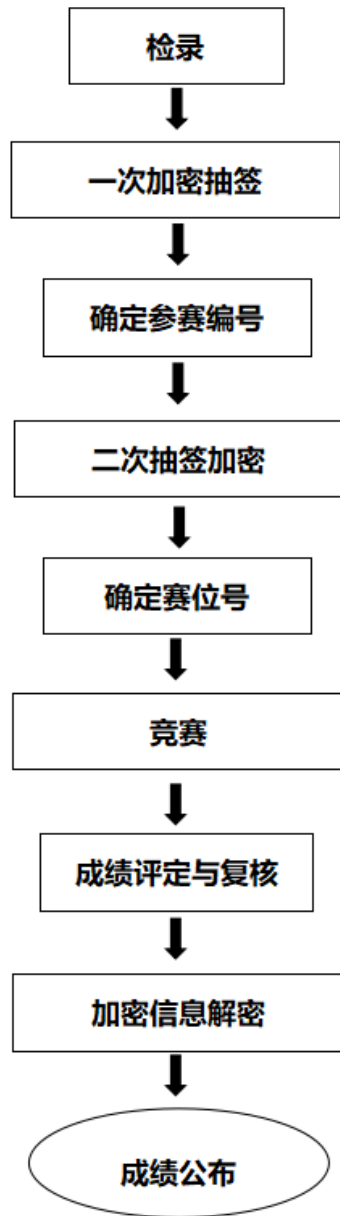 检录
一次加密抽签
确定参赛编号
二次抽签加密
确定赛位号
竞赛
成绩评定与复核
加密信息解密
成绩公布